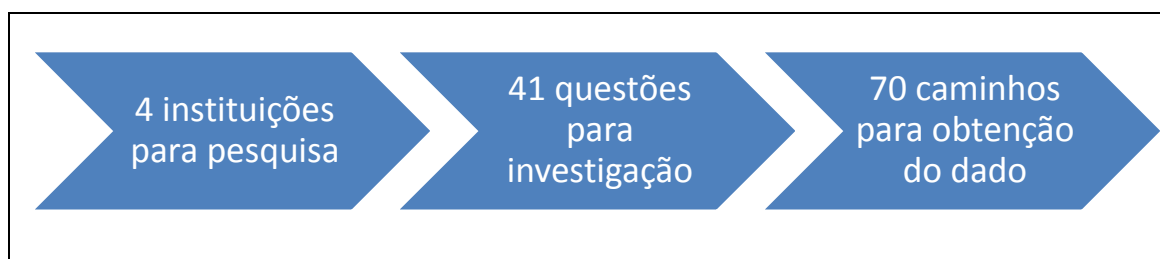 4 instituições
para pesquisa
41 questões
para
investigação
70 caminhos
para obtenção
do dado